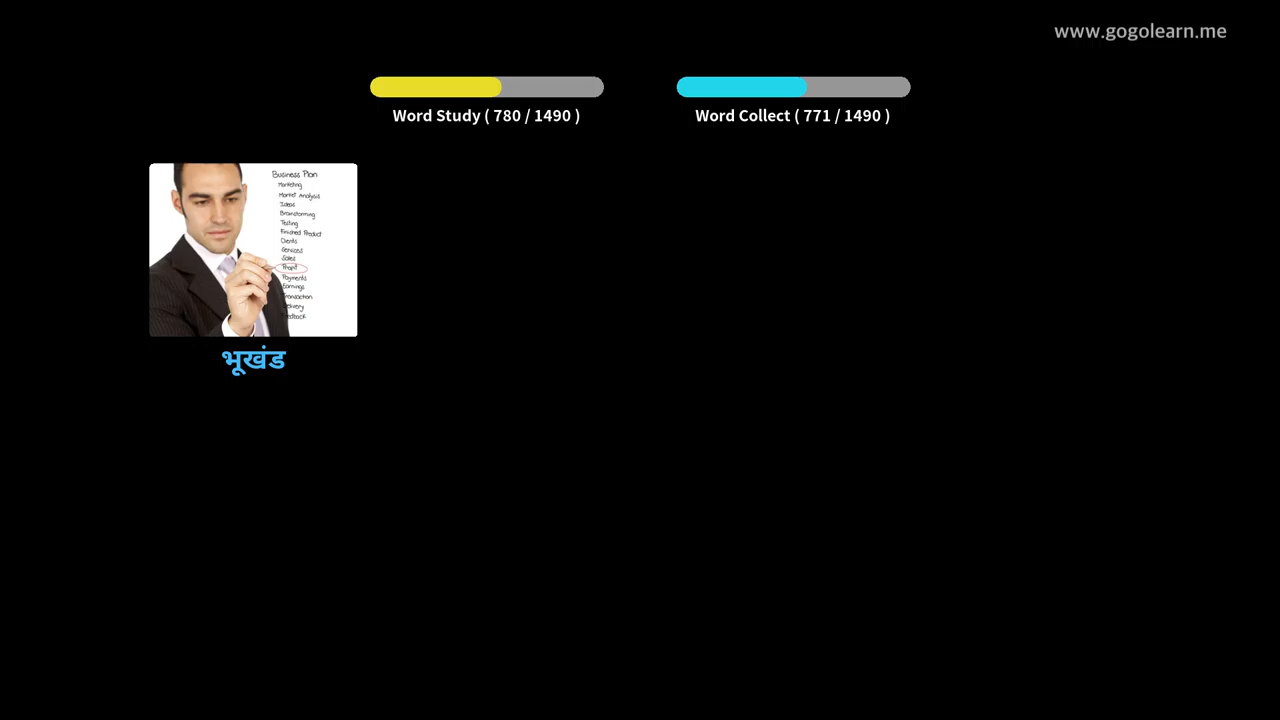 www.gogolearn.me
Word Study ( 780 / 1490 )
Word Collect ( 771 / 1490 )
Business Plan
Marketing
Market Analysis
Ideas
Brainstorming
Testing
Finished Product
Clients
Services
Sales
Profit
Payments
Earnings
Transaction
Delivery
Feedback
भूखंड